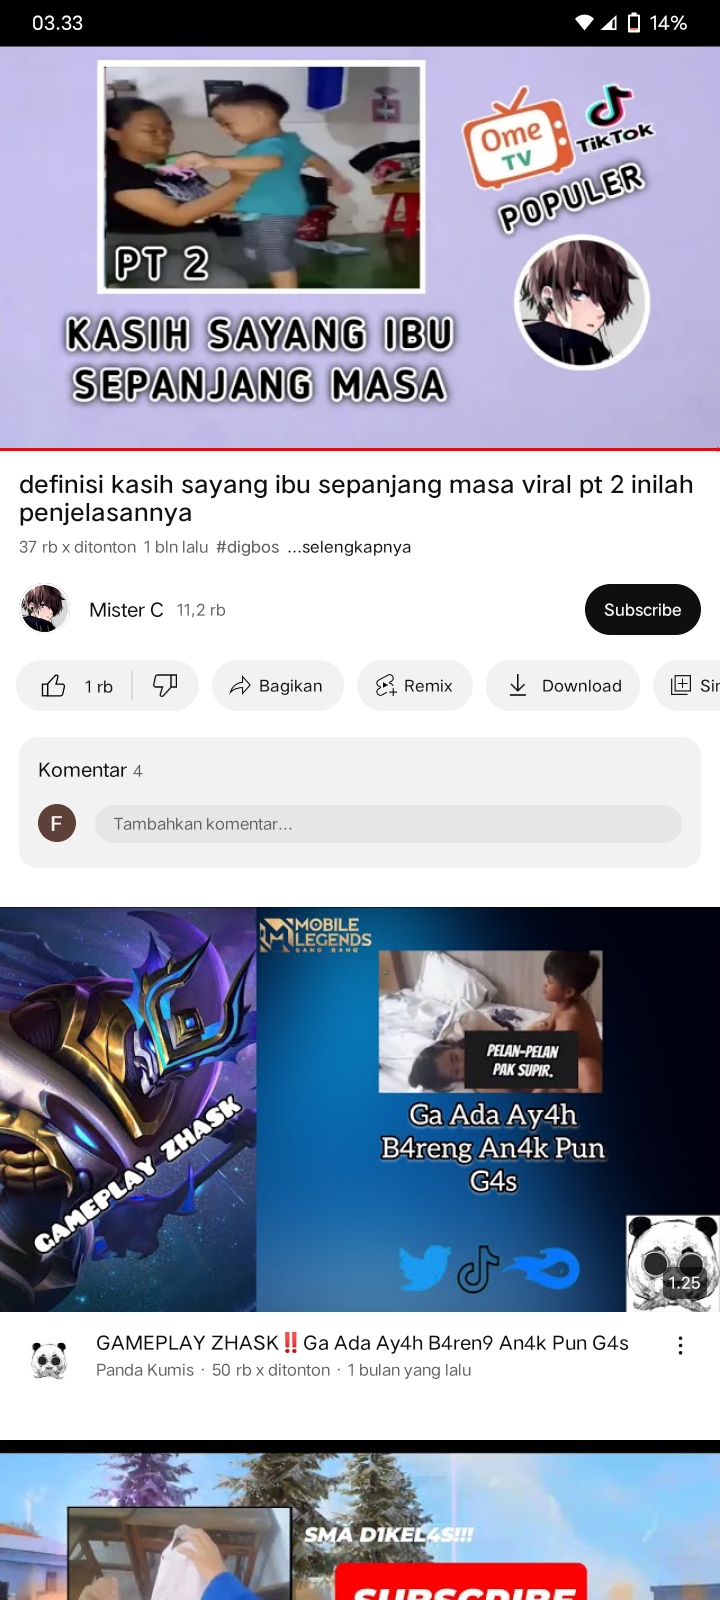 03.33
14%
Ome
TV
TikTok
POPULER
PT 2
KASIH SAYANG IBU
SEPANJANG MASA
definisi kasih sayang ibu sepanjang masa viral pt 2 inilah
penjelasannya
37 rb x ditonton 1 bln lalu #digbos ...selengkapnya
Mister C 11,2 rb
Subscribe
1 rb
Bagikan
Remix
Download
Komentar 4
F
Tambahkan komentar...
MOBILE
LEGENDS
BANG BANG
PELAN-PELAN
PAK SUPIR.
Ga Ada Ay4h
B4reng An4k Pun
G4s
GAMEPLAY ZHASK
1.25
GAMEPLAY ZHASK‼️Ga Ada Ay4h B4ren9 An4k Pun G4s
Panda Kumis · 50 rb x ditonton · 1 bulan yang lalu
SMA D1KEL4S!!!
SUBSCRIBE